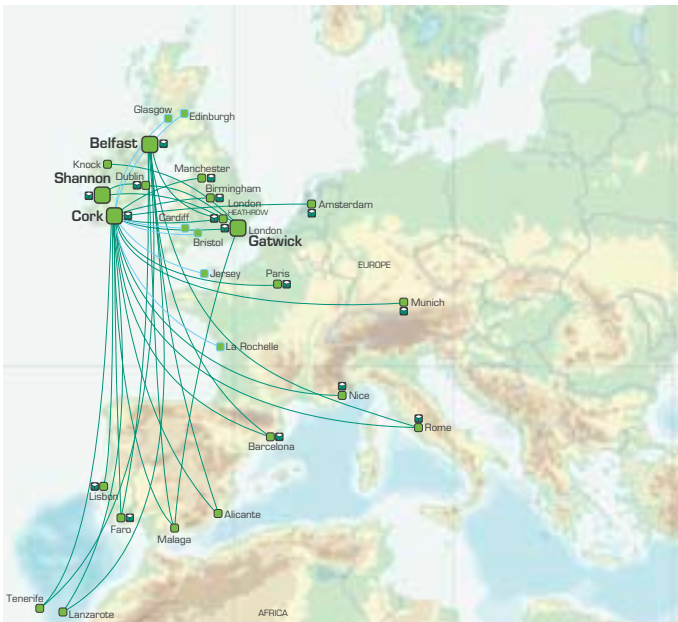 Glasgow
Edinburgh
Belfast
Knock
Manchester
Shannon
Dublin
Birmingham
London
HEATHROW
Amsterdam
Cork
Cardiff
London
Gatwick
Bristol
EUROPE
Jersey
Paris
Munich
La Rochelle
Nice
Rome
Barcelona
Lisbon
Alicante
Faro
Malaga
Tenerife
Lanzarote
AFRICA